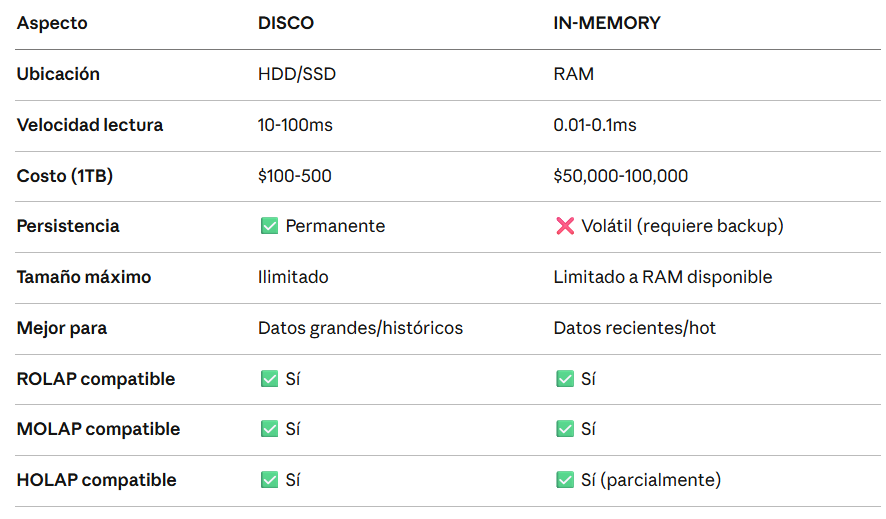 Aspecto DISCO IN-MEMORY
Ubicación HDD/SSD RAM
Velocidad lectura 10-100ms 0.01-0.1ms
Costo (1TB) $100-500 $50,000-100,000
Persistencia ✅ Permanente ❌ Volátil (requiere backup)
Tamaño máximo Ilimitado Limitado a RAM disponible
Mejor para Datos grandes/históricos Datos recientes/hot
ROLAP compatible ✅ Sí ✅ Sí
MOLAP compatible ✅ Sí ✅ Sí
HOLAP compatible ✅ Sí ✅ Sí (parcialmente)